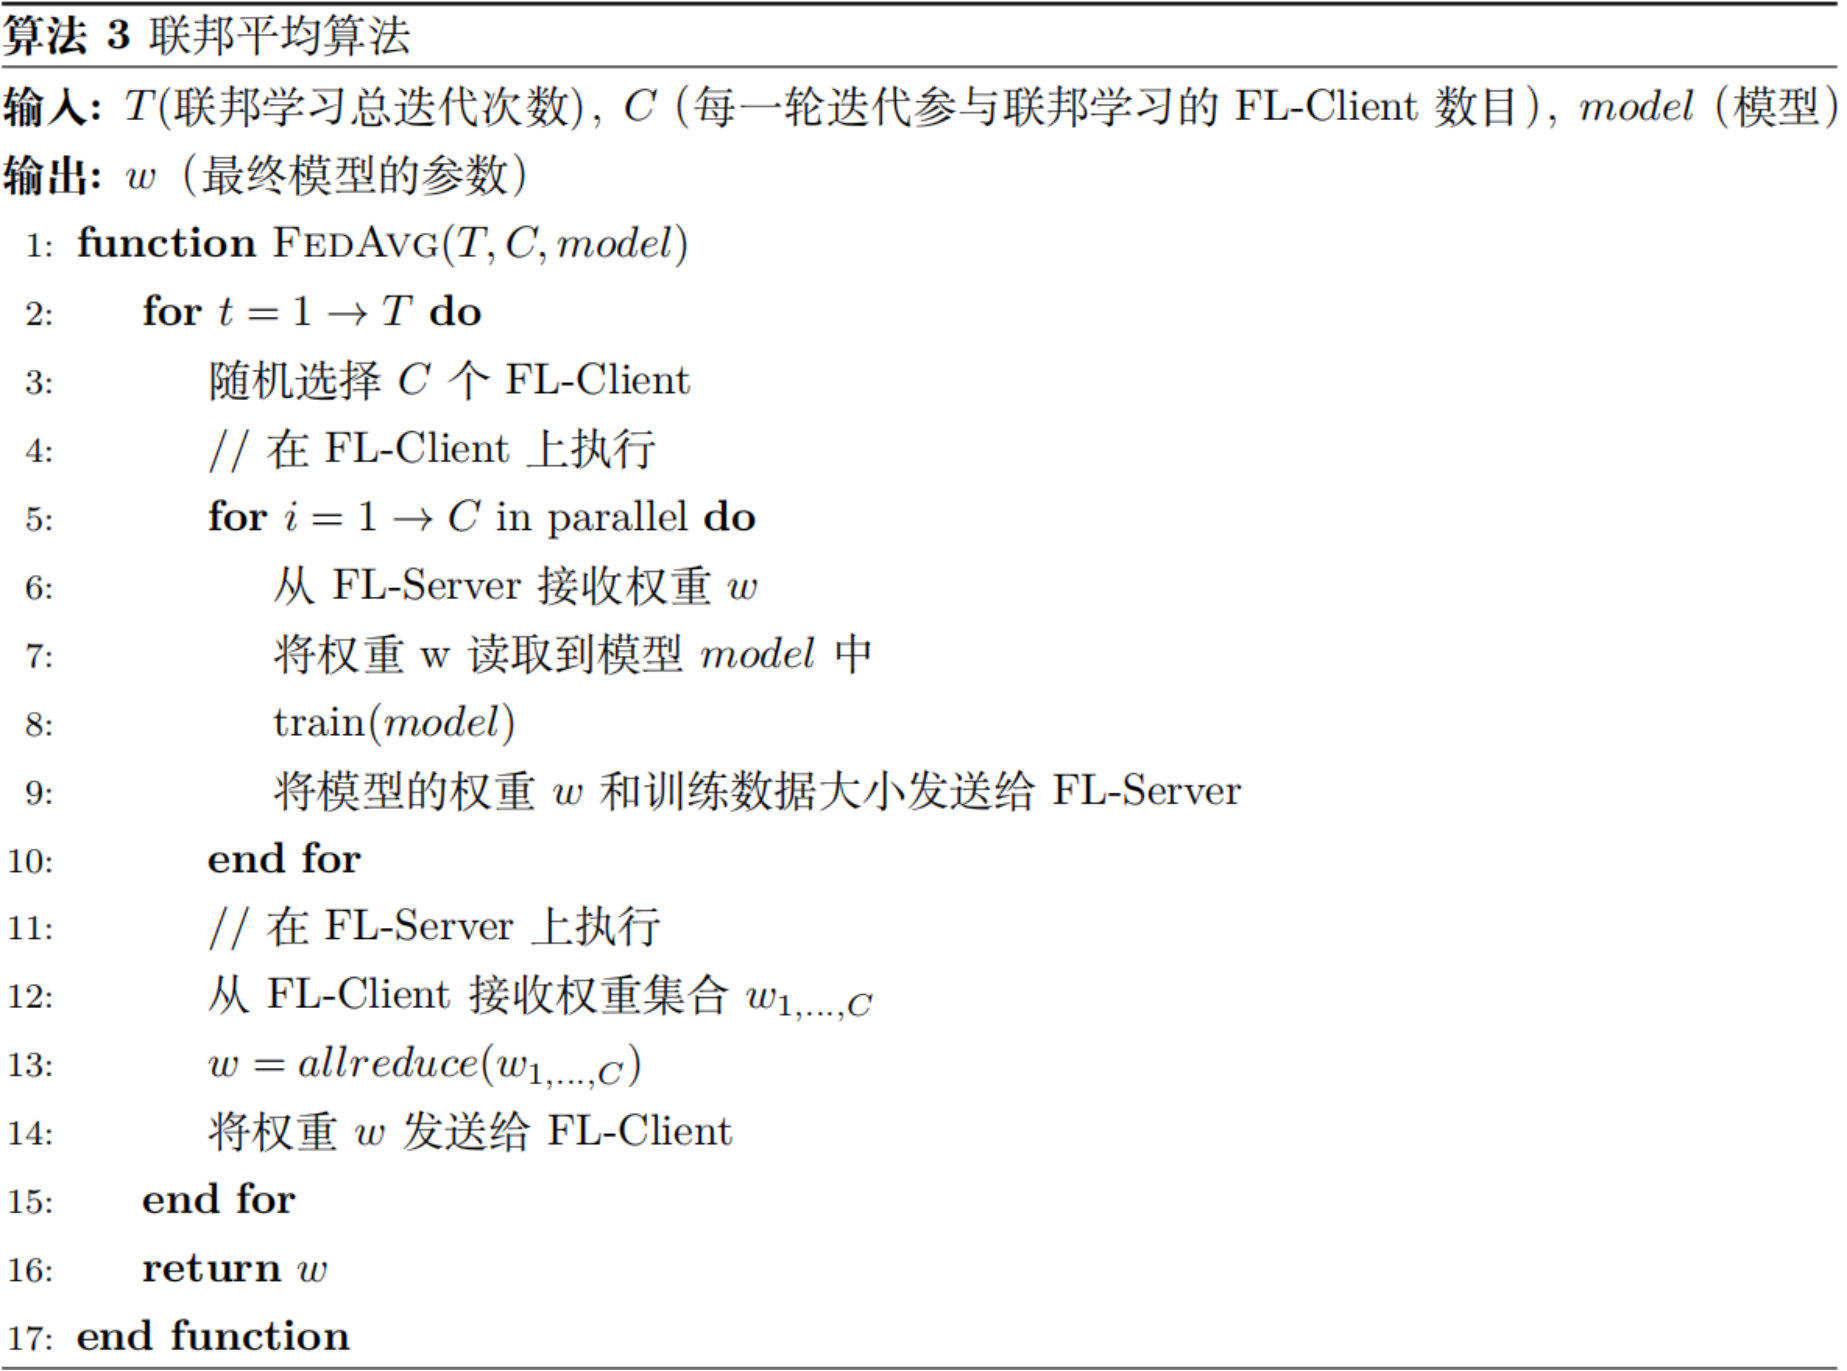 算法 3 联邦平均算法
输入: T(联邦学习总迭代次数), C (每一轮迭代参与联邦学习的 FL-Client 数目), model (模型)
输出: w (最终模型的参数)
1: function FEDAVG(T, C, model)
2: for t = 1 → T do
3: 随机选择 C 个 FL-Client
4: // 在 FL-Client 上执行
5: for i = 1 → C in parallel do
6: 从 FL-Server 接收权重 w
7: 将权重 w 读取到模型 model 中
8: train(model)
9: 将模型的权重 w 和训练数据大小发送给 FL-Server
10: end for
11: // 在 FL-Server 上执行
12: 从 FL-Client 接收权重集合 w1,...,C
13: w = allreduce(w1,...,C)
14: 将权重 w 发送给 FL-Client
15: end for
16: return w
17: end function